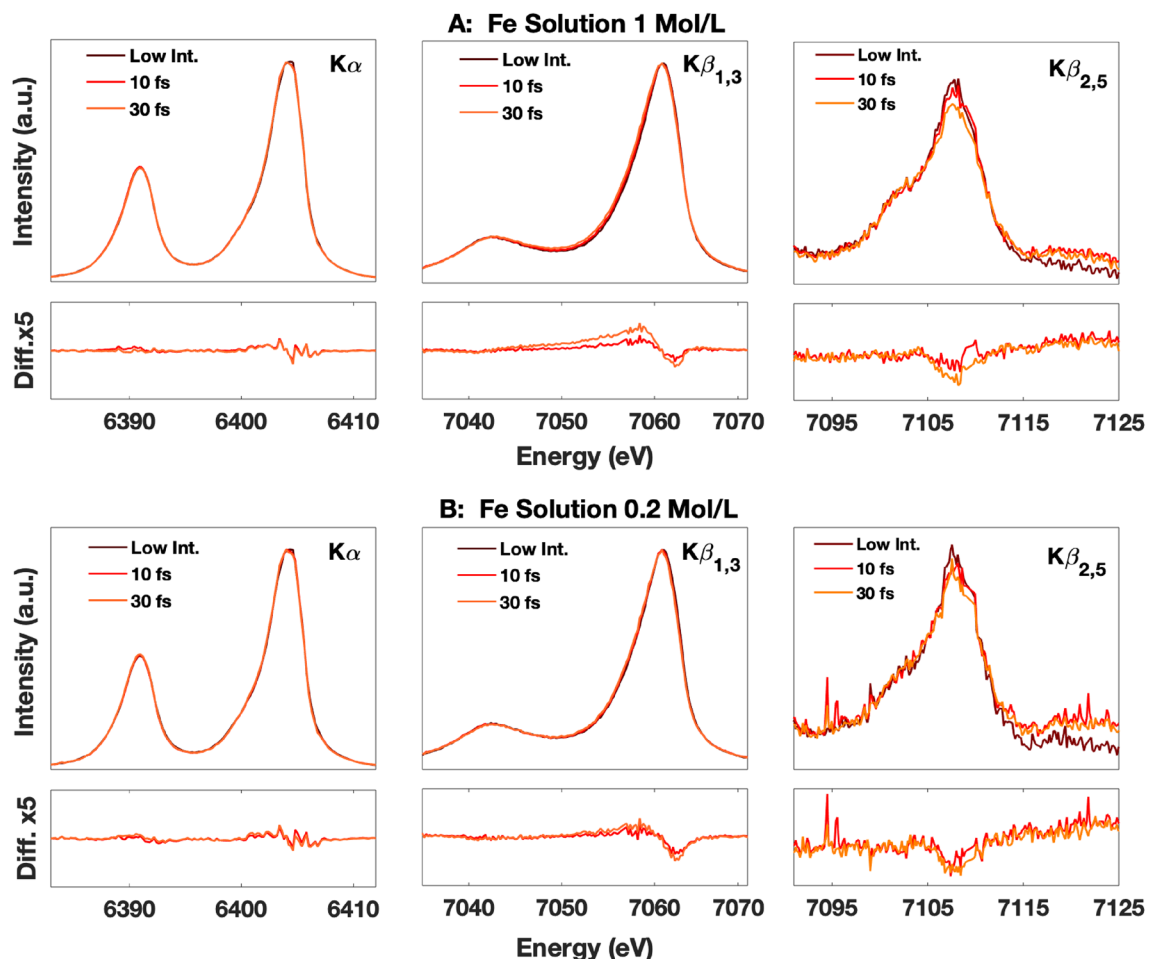 A: Fe Solution 1 Mol/L
Intensity (a.u.)
Low Int.
10 fs
30 fs
Kα
Low Int.
10 fs
30 fs
Kβ1,3
Low Int.
10 fs
30 fs
Kβ2,5
Diff.x5
6390 6400 6410
7040 7050 7060 7070
7095 7105 7115 7125
Energy (eV)
B: Fe Solution 0.2 Mol/L
Intensity (a.u.)
Low Int.
10 fs
30 fs
Kα
Low Int.
10 fs
30 fs
Kβ1,3
Low Int.
10 fs
30 fs
Kβ2,5
Diff. x5
6390 6400 6410
7040 7050 7060 7070
7095 7105 7115 7125
Energy (eV)